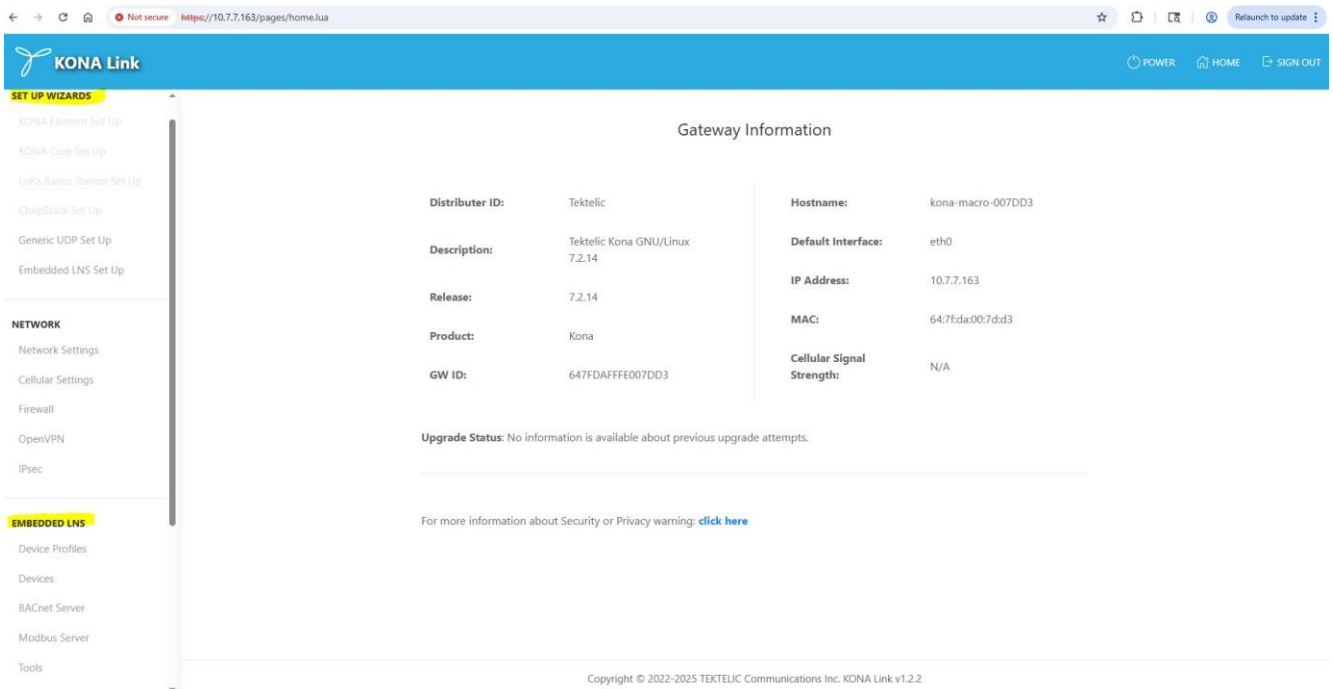 Not secure https://10.7.7.163/pages/home.lua
Relaunch to update
KONA Link
POWER HOME SIGN OUT
SET UP WIZARDS
KONA Element Set Up
KONA Core Set Up
LoRa Basics Station Set Up
ChirpStack Set Up
Generic UDP Set Up
Embedded LNS Set Up
NETWORK
Network Settings
Cellular Settings
Firewall
OpenVPN
IPsec
EMBEDDED LNS
Device Profiles
Devices
BACnet Server
Modbus Server
Tools
Gateway Information
Distributer ID: Tektelic
Description: Tektelic Kona GNU/Linux
7.2.14
Release: 7.2.14
Product: Kona
GW ID: 647FDAFFFE007DD3
Hostname: kona-macro-007DD3
Default Interface: eth0
IP Address: 10.7.7.163
MAC: 64:7f:da:00:7d:d3
Cellular Signal
Strength: N/A
Upgrade Status: No information is available about previous upgrade attempts.
For more information about Security or Privacy warning: click here
Copyright © 2022-2025 TEKTELIC Communications Inc. KONA Link v1.2.2